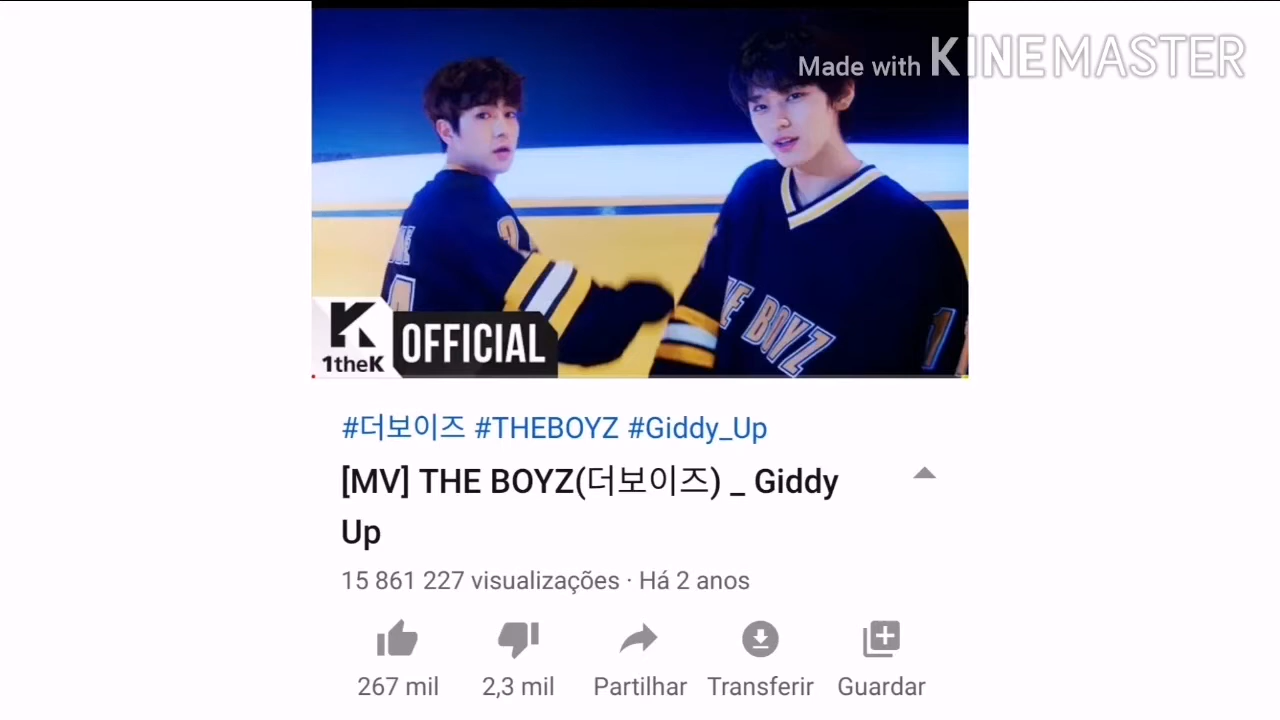 Made with KINEMASTER
THE BOYZ
1theK
OFFICIAL
#더보이즈 #THEBOYZ #Giddy_Up
[MV] THE BOYZ(더보이즈) _ Giddy
Up
15 861 227 visualizações · Há 2 anos
267 mil 2,3 mil Partilhar Transferir Guardar